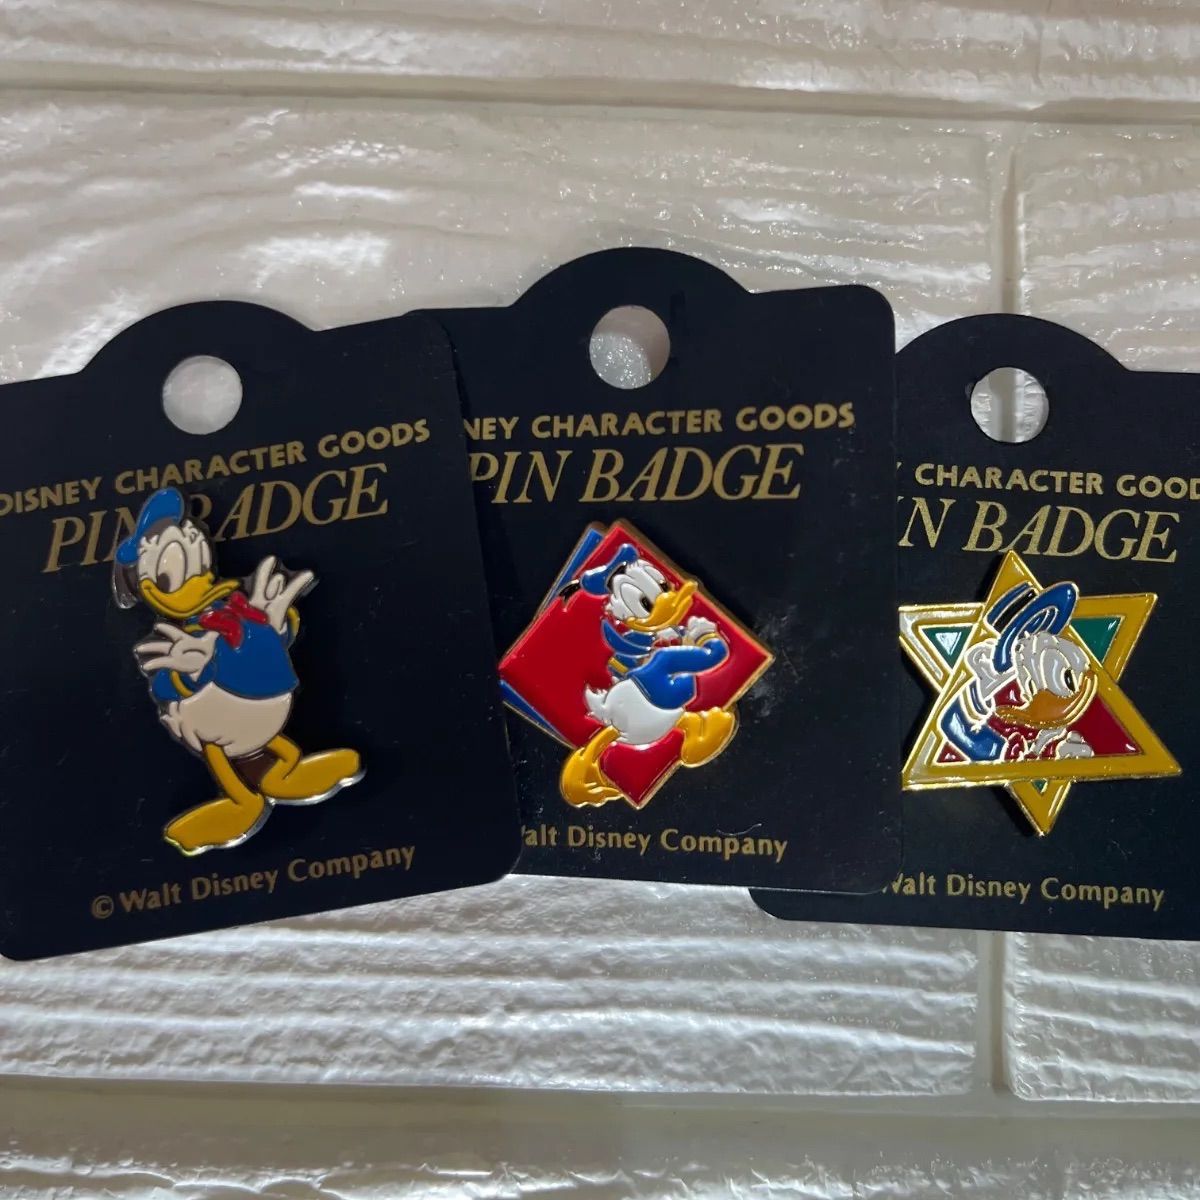 DISNEY CHARACTER GOODS
PIN BADGE
© Walt Disney Company
NEY CHARACTER GOODS
PIN BADGE
Walt Disney Company
CHARACTER GOODS
N BADGE
Walt Disney Company